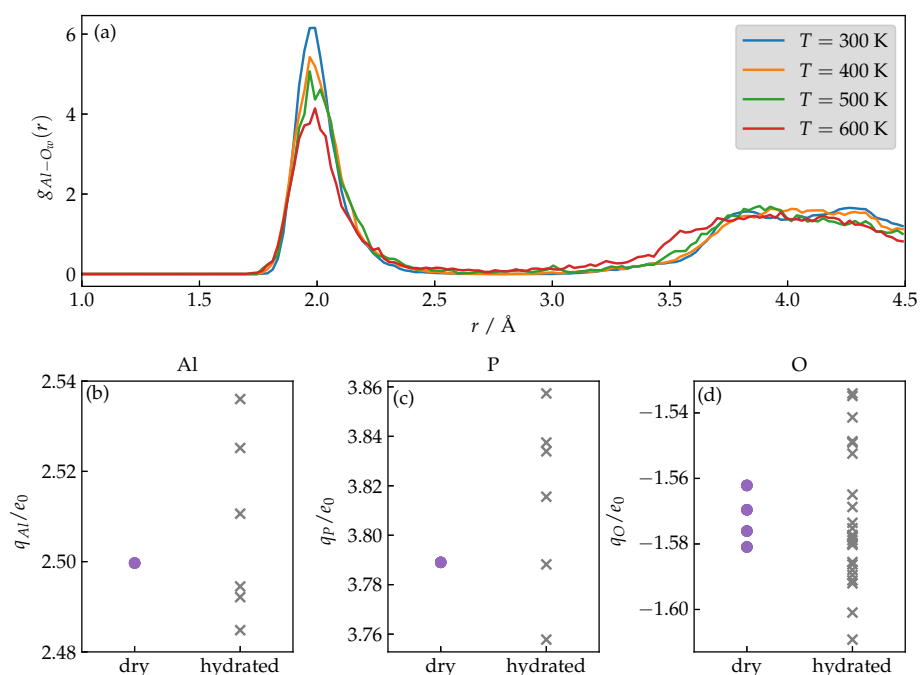 (a)
T = 300 K
T = 400 K
T = 500 K
T = 600 K
g_{Al−O_w}(r)
6
4
2
0
1.0 1.5 2.0 2.5 3.0 3.5 4.0 4.5
r / Å
Al P O
(b)
q_{Al}/e_0
2.54
2.52
2.50
2.48
dry hydrated
(c)
q_P/e_0
3.86
3.84
3.82
3.80
3.78
3.76
dry hydrated
(d)
q_O/e_0
−1.54
−1.56
−1.58
−1.60
dry hydrated